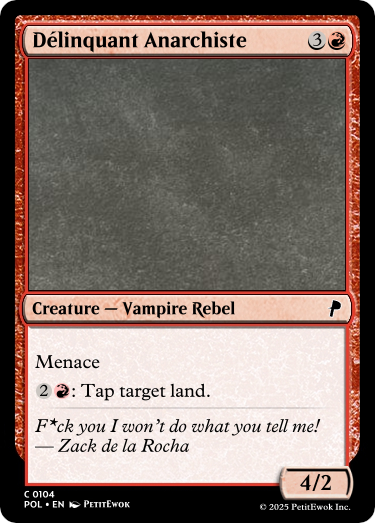 Délinquant Anarchiste 3
Creature — Vampire Rebel
Menace
2 : Tap target land.
F*ck you I won't do what you tell me!
— Zack de la Rocha
4/2
C 0104
POL • EN PetitEwok
© 2025 PetitEwok Inc.